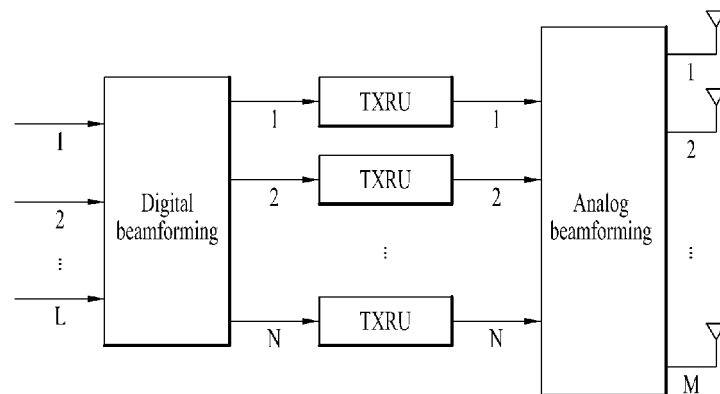 1
2
⋮
L
Digital
beamforming
1
2
N
TXRU
TXRU
⋮
TXRU
1
2
N
Analog
beamforming
1
2
⋮
M